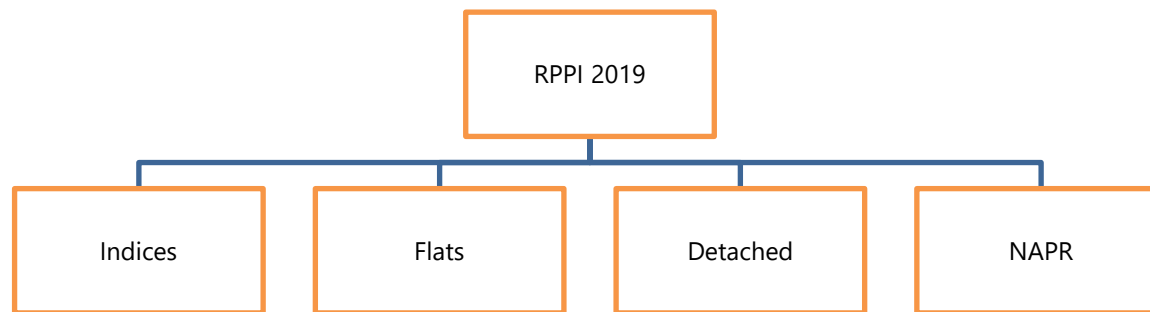 RPPI 2019
Indices
Flats
Detached
NAPR